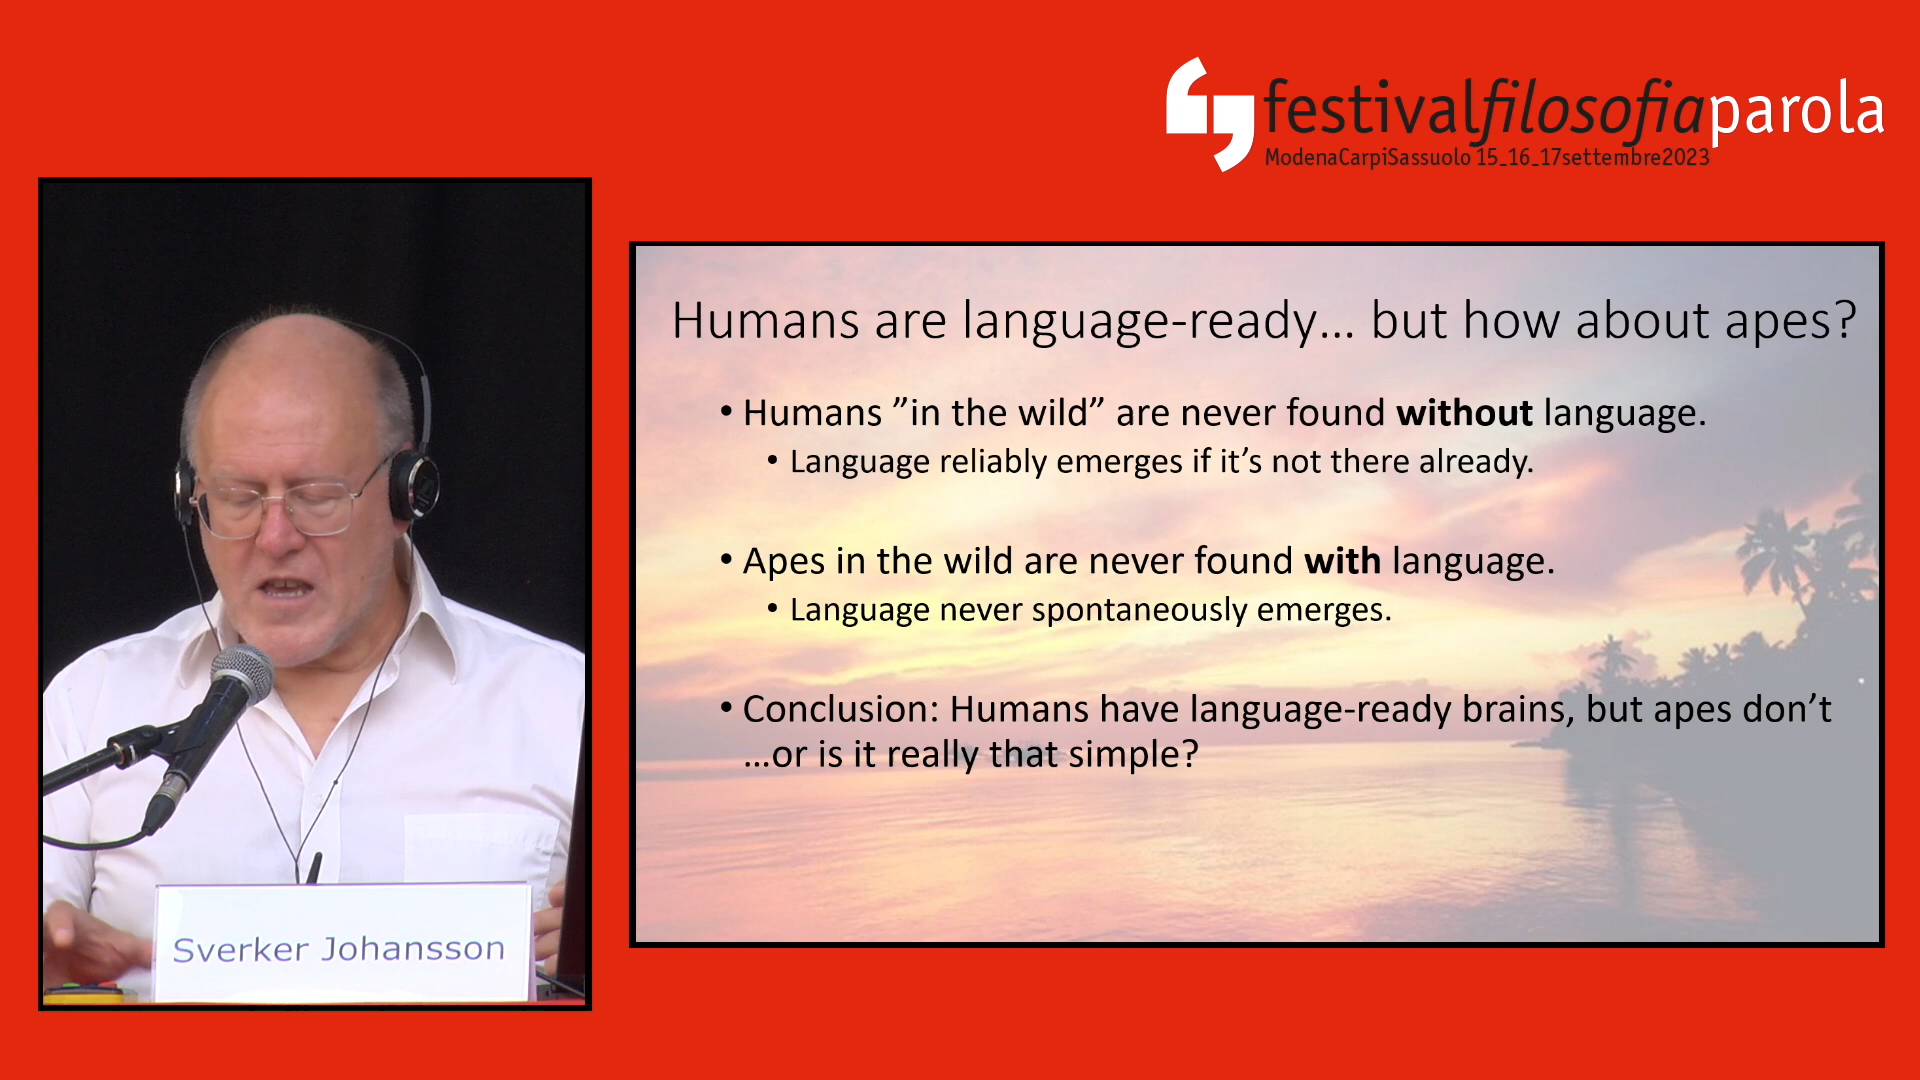 festivalfilosofiaparola
ModenaCarpiSassuolo 15_16_17settembre2023
Humans are language-ready... but how about apes?
• Humans ”in the wild” are never found without language.
• Language reliably emerges if it’s not there already.
• Apes in the wild are never found with language.
• Language never spontaneously emerges.
• Conclusion: Humans have language-ready brains, but apes don’t
...or is it really that simple?
Sverker Johansson